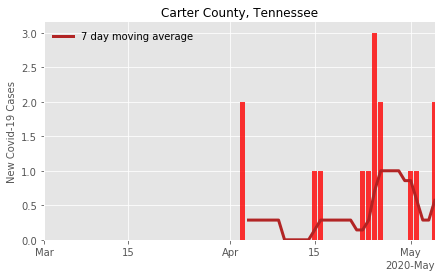 Carter County, Tennessee
7 day moving average
New Covid-19 Cases
3.0
2.5
2.0
1.5
1.0
0.5
0.0
Mar
15
Apr
15
May
2020-May